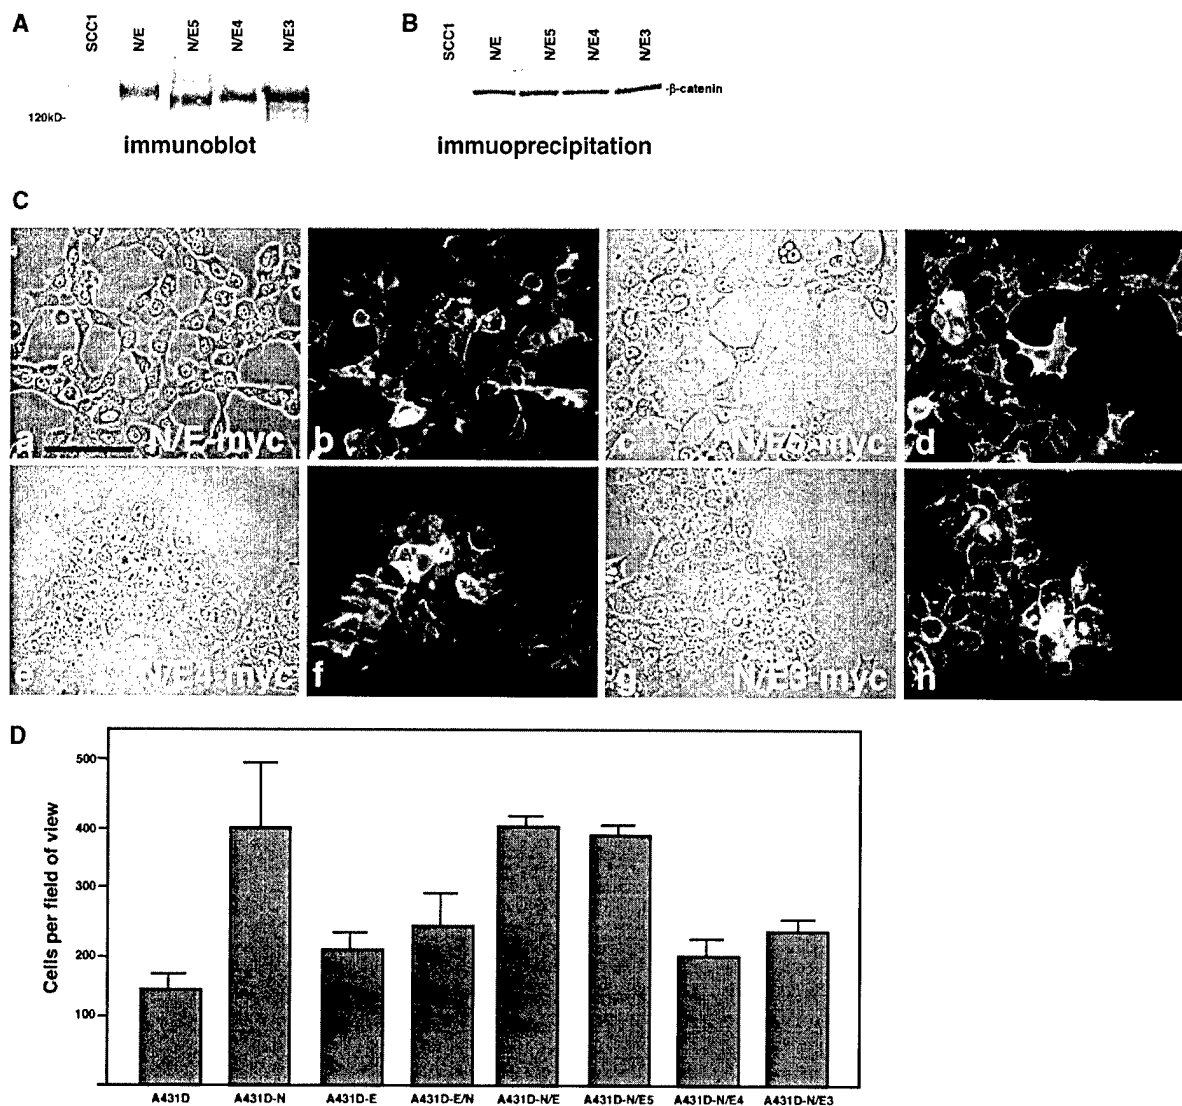 A
SCC1
N/E
N/E5
N/E4
N/E3
120kD-
immunoblot
B
SCC1
N/E
N/E5
N/E4
N/E3
-β-catenin
immuoprecipitation
C
a
N/E-myc
b
c
N/E5-myc
d
e
N/E4-myc
f
g
N/E3-myc
h
D
Cells per field of view
500
400
300
200
100
A431D A431D-N A431D-E A431D-E/N A431D-N/E A431D-N/E5 A431D-N/E4 A431D-N/E3